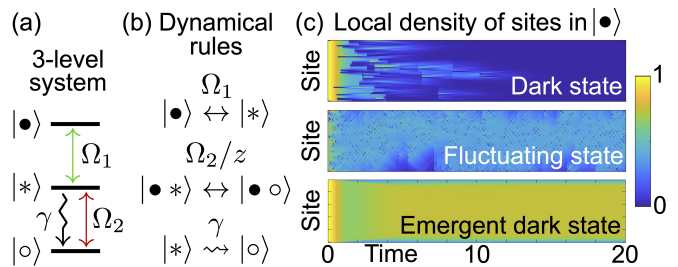 (a)
3-level
system
|●⟩
Ω₁
|*⟩
γ
Ω₂
|○⟩
(b) Dynamical
rules
Ω₁
|●⟩ ↔ |*⟩
Ω₂/z
|● *⟩ ↔ |● ○⟩
γ
|*⟩ ⇝ |○⟩
(c) Local density of sites in |●⟩
Site
Dark state
Site
Fluctuating state
Site
Emergent dark state
0 Time 10 20
1
0